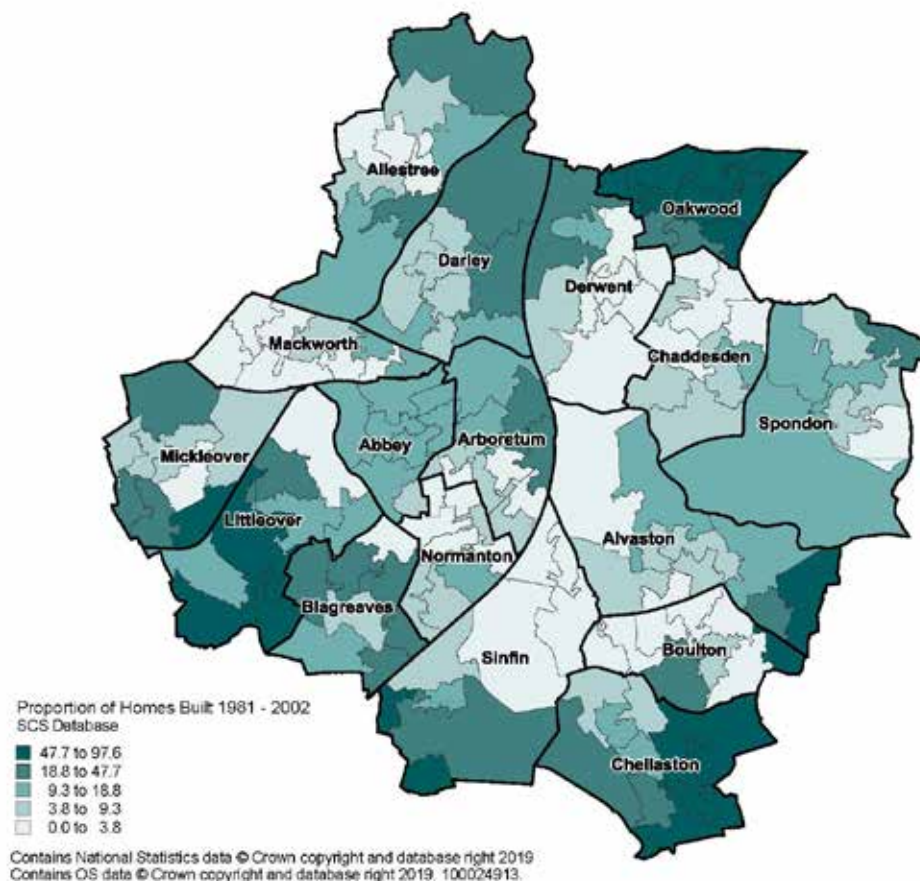 Allestree
Oakwood
Darley
Derwent
Mackworth
Chaddesden
Spondon
Mickleover
Abbey
Arboretum
Littleover
Normanton
Alvaston
Blagreaves
Sinfin
Boulton
Chellaston
Proportion of Homes Built 1981 - 2002
SCS Database
47.7 to 97.6
18.8 to 47.7
9.3 to 18.8
3.8 to 9.3
0.0 to 3.8
Contains National Statistics data © Crown copyright and database right 2019
Contains OS data © Crown copyright and database right 2019. 100024913.